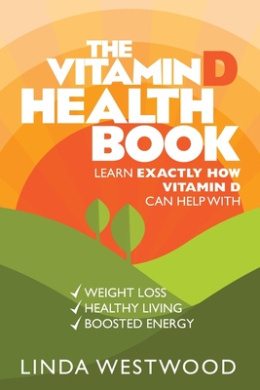 THE
VITAMIN D
HEALTH
BOOK
LEARN EXACTLY HOW
VITAMIN D
CAN HELP WITH
✓ WEIGHT LOSS
✓ HEALTHY LIVING
✓ BOOSTED ENERGY
LINDA WESTWOOD